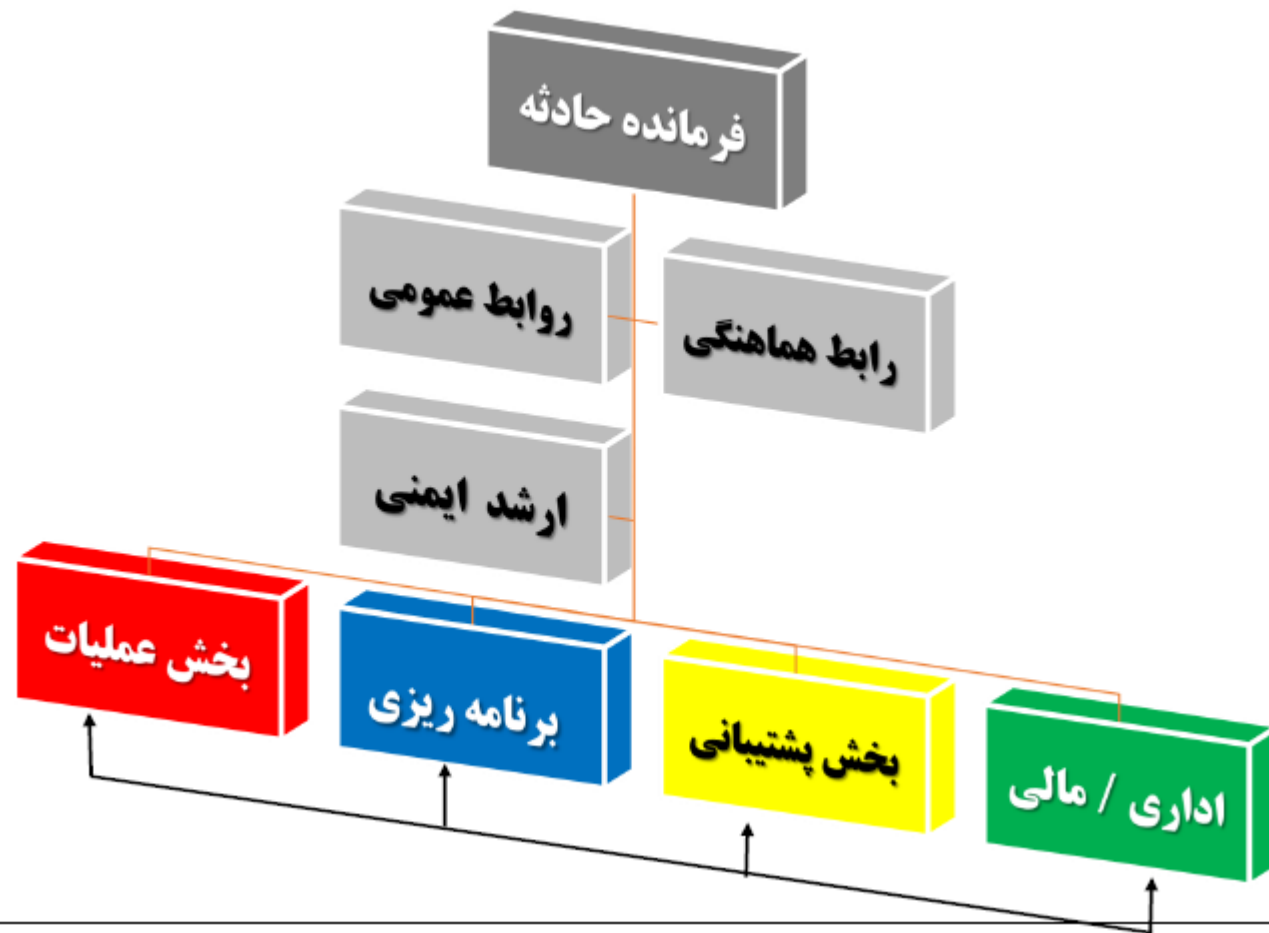 فرمانده حادثه
روابط عمومی
رابط هماهنگی
ارشد ایمنی
بخش عملیات
برنامه ریزی
بخش پشتیبانی
اداری / مالی